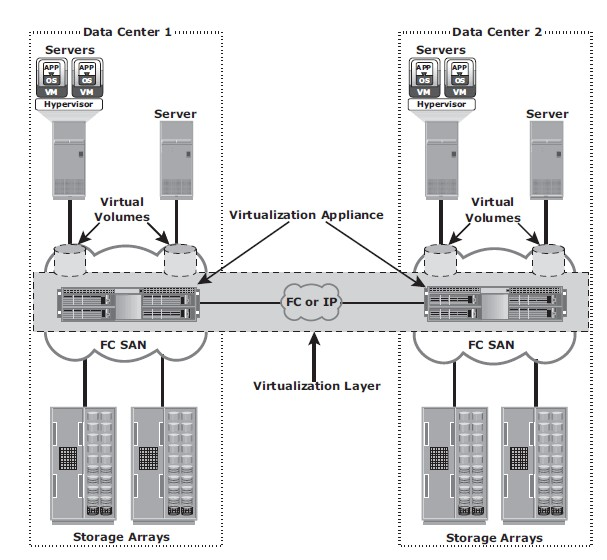 Data Center 1
Servers
APP
APP
OS
OS
VM
VM
Hypervisor
Server
Virtual
Volumes
FC SAN
Storage Arrays
Virtualization Appliance
FC or IP
Virtualization Layer
Data Center 2
Servers
APP
APP
OS
OS
VM
VM
Hypervisor
Server
Virtual
Volumes
FC SAN
Storage Arrays